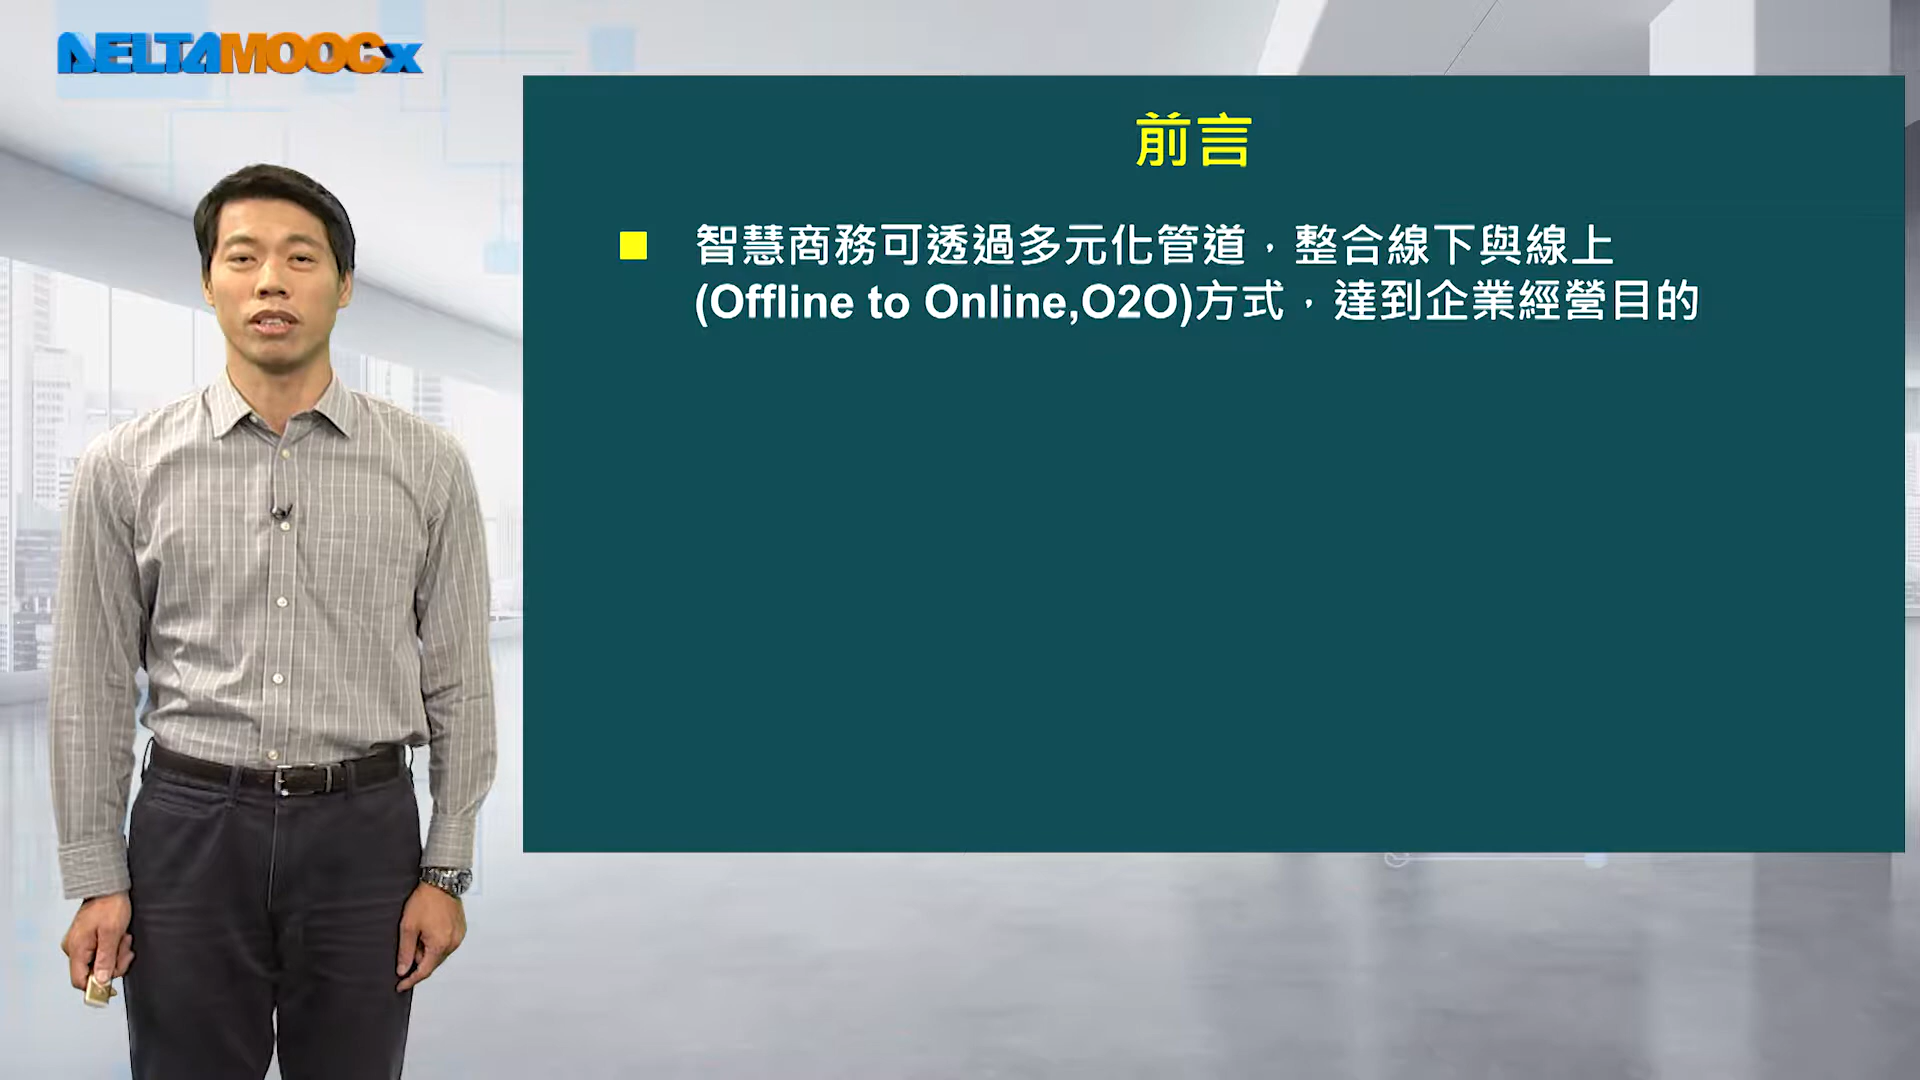 DELTAMOOCx
前言
智慧商務可透過多元化管道，整合線下與線上
(Offline to Online,O2O)方式，達到企業經營目的